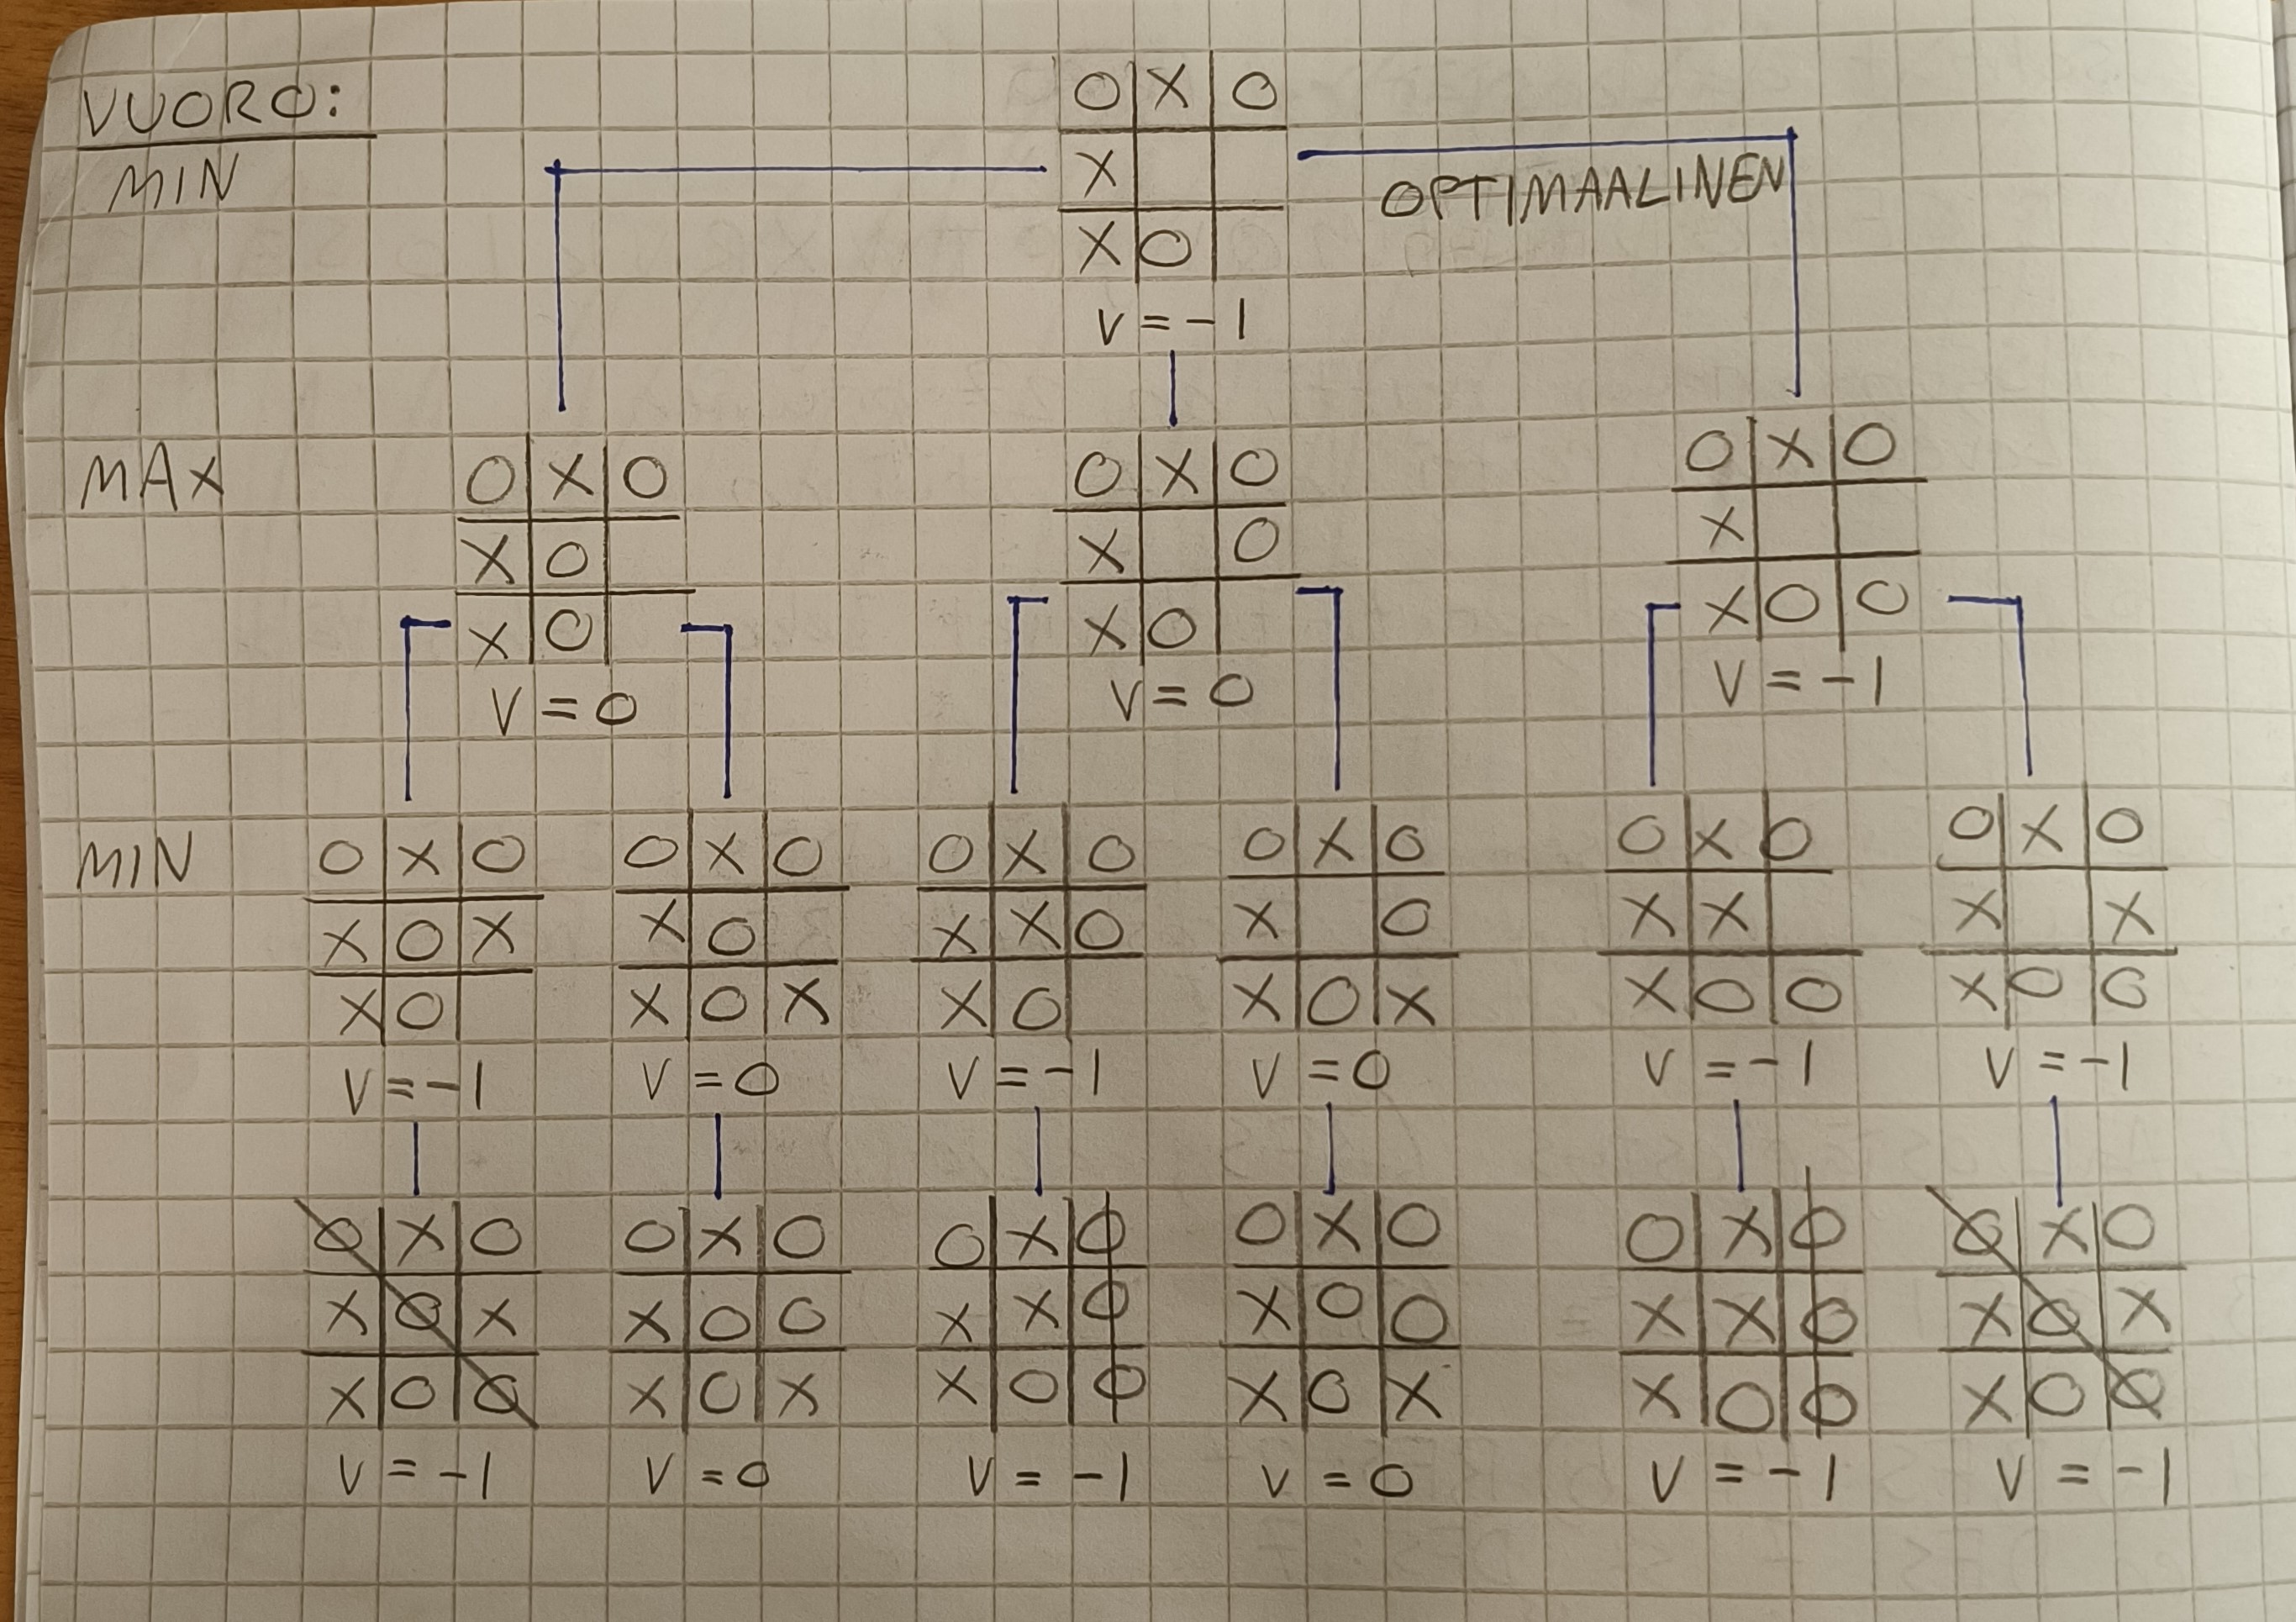 VUORO:
MIN
O X O
X
X O
OPTIMAALINEN
V = -1
MAX
O X O
X O
X O
V = 0
O X O
X O
X O
V = 0
O X O
X
X O O
V = -1
MIN
O X O
X O X
X O
V = -1
O X O
X O
X O X
V = 0
O X O
X X O
X O
V = -1
O X O
X O
X O X
V = 0
O X O
X X
X O O
V = -1
O X O
X X
X O O
V = -1
O X O
X O X
X O O
V = -1
O X O
X O O
X O X
V = 0
O X O
X X O
X O O
V = -1
O X O
X O O
X O X
V = 0
O X O
X X O
X O O
V = -1
O X O
X O X
X O O
V = -1